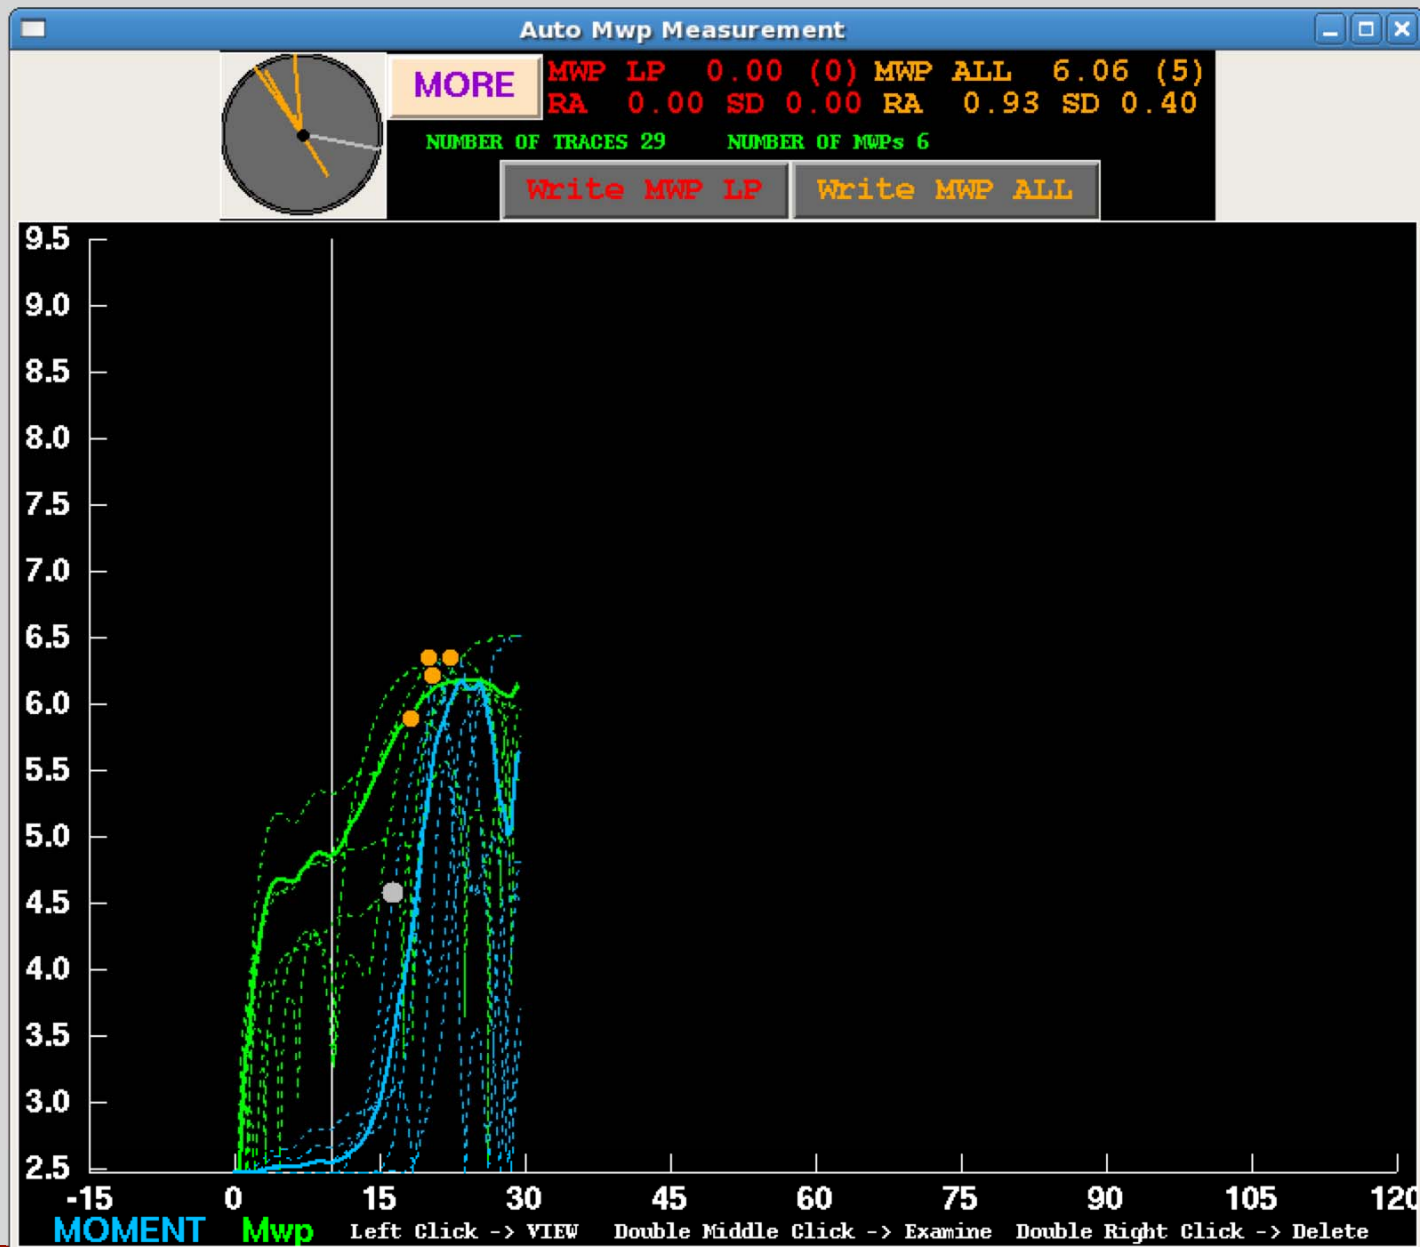 Auto Mwp Measurement
MORE
MWP LP 0.00 (0) MWP ALL 6.06 (5)
RA 0.00 SD 0.00 RA 0.93 SD 0.40
NUMBER OF TRACES 29 NUMBER OF MWPs 6
Write MWP LP Write MWP ALL
9.5
9.0
8.5
8.0
7.5
7.0
6.5
6.0
5.5
5.0
4.5
4.0
3.5
3.0
2.5
-15 0 15 30 45 60 75 90 105 120
MOMENT Mwp Left Click -> VIEW Double Middle Click -> Examine Double Right Click -> Delete